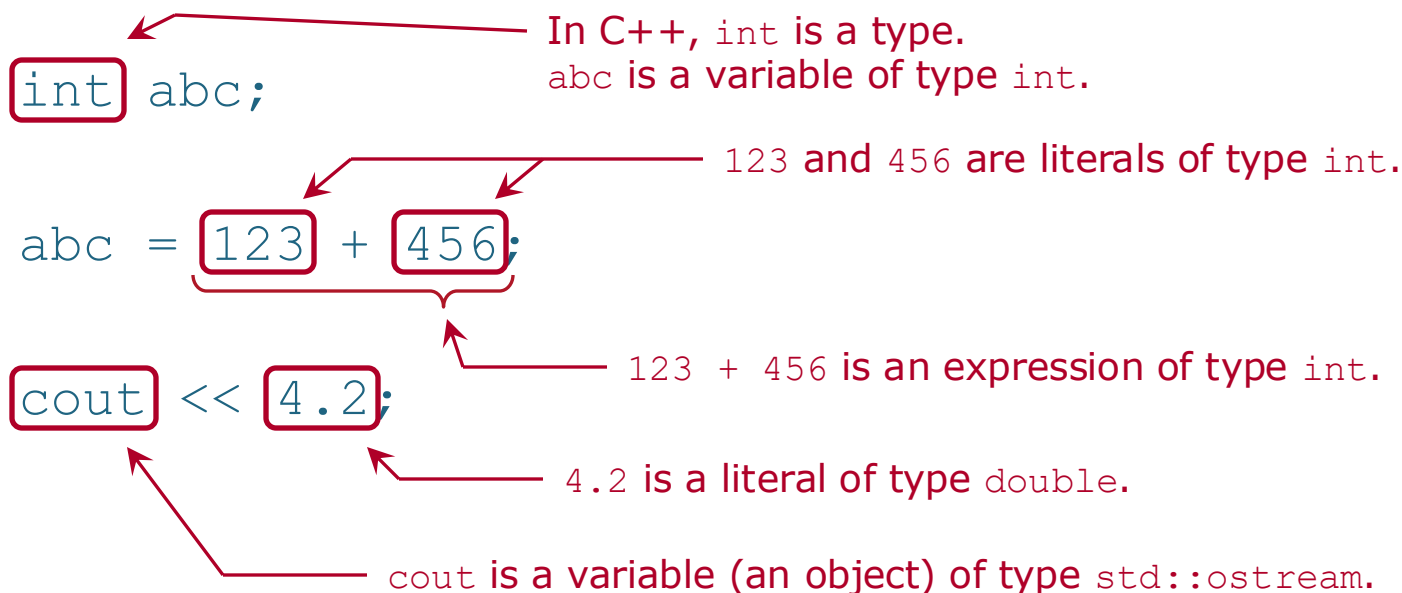 In C++, int is a type.
int abc;
abc is a variable of type int.
123 and 456 are literals of type int.
abc = 123 + 456;
123 + 456 is an expression of type int.
cout << 4.2;
4.2 is a literal of type double.
cout is a variable (an object) of type std::ostream.